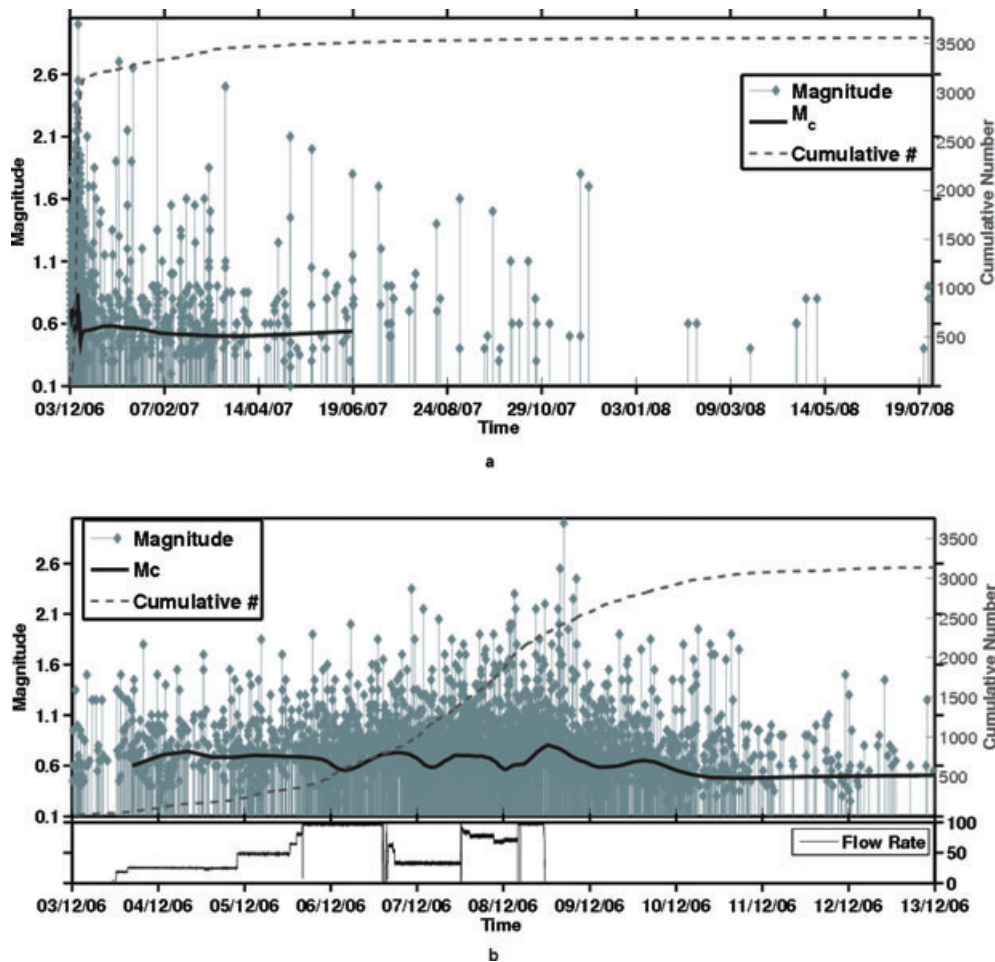 2.6
2.1
1.6
1.1
0.6
0.1
Magnitude
3500
3000
2500
2000
1500
1000
500
Cumulative Number
Magnitude
Mc
Cumulative #
03/12/06 07/02/07 14/04/07 19/06/07 24/08/07 29/10/07 03/01/08 09/03/08 14/05/08 19/07/08
Time
a
2.6
2.1
1.6
1.1
0.6
0.1
Magnitude
3500
3000
2500
2000
1500
1000
500
Cumulative Number
Magnitude
Mc
Cumulative #
100
50
0
Flow Rate
03/12/06 04/12/06 05/12/06 06/12/06 07/12/06 08/12/06 09/12/06 10/12/06 11/12/06 12/12/06 13/12/06
Time
b